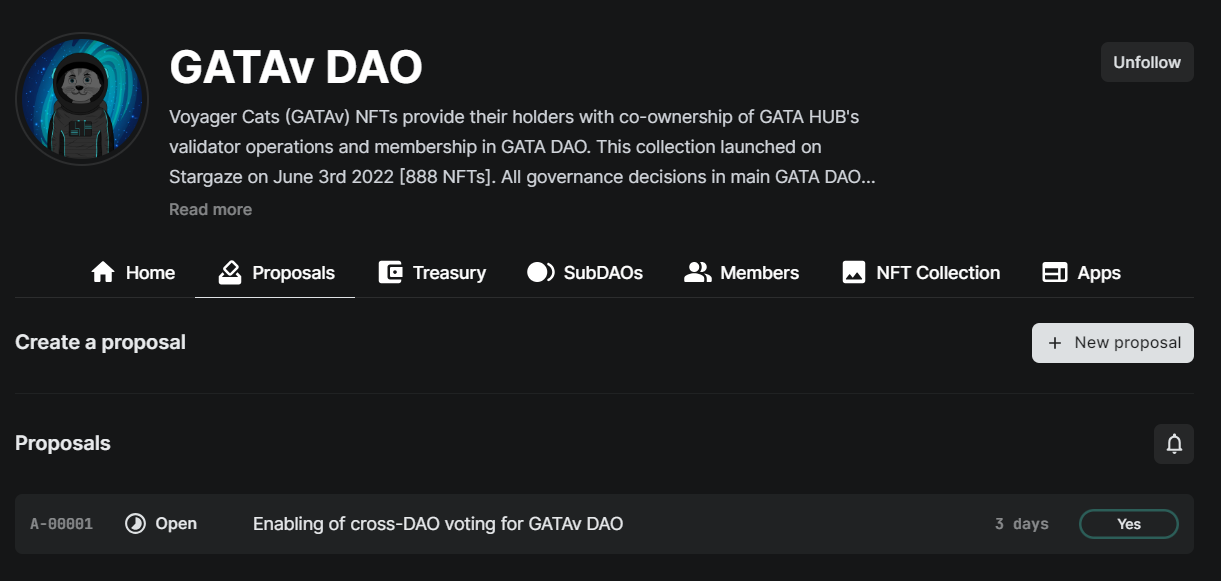 GATAv DAO
Unfollow
Voyager Cats (GATAv) NFTs provide their holders with co-ownership of GATA HUB's
validator operations and membership in GATA DAO. This collection launched on
Stargaze on June 3rd 2022 [888 NFTs]. All governance decisions in main GATA DAO...
Read more
Home Proposals Treasury SubDAOs Members NFT Collection Apps
Create a proposal
+ New proposal
Proposals
A-00001 Open Enabling of cross-DAO voting for GATAv DAO 3 days Yes